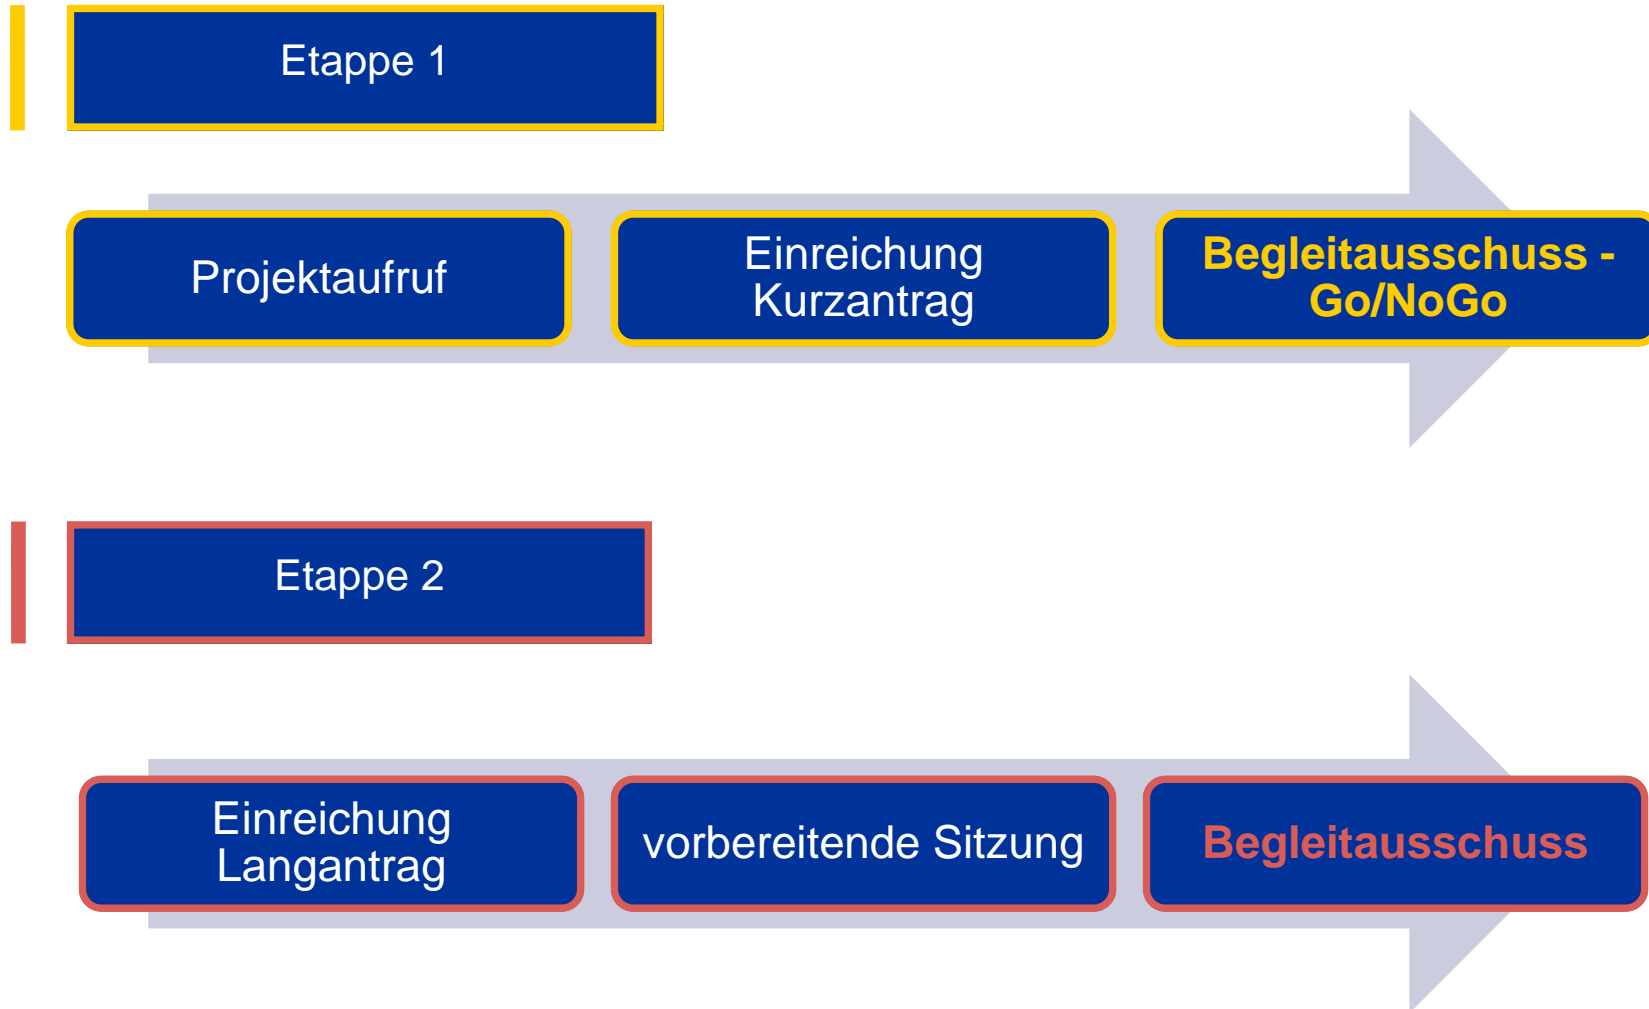 Etappe 1
Projektaufruf
Einreichung
Kurzantrag
Begleitausschuss -
Go/NoGo
Etappe 2
Einreichung
Langantrag
vorbereitende Sitzung
Begleitausschuss